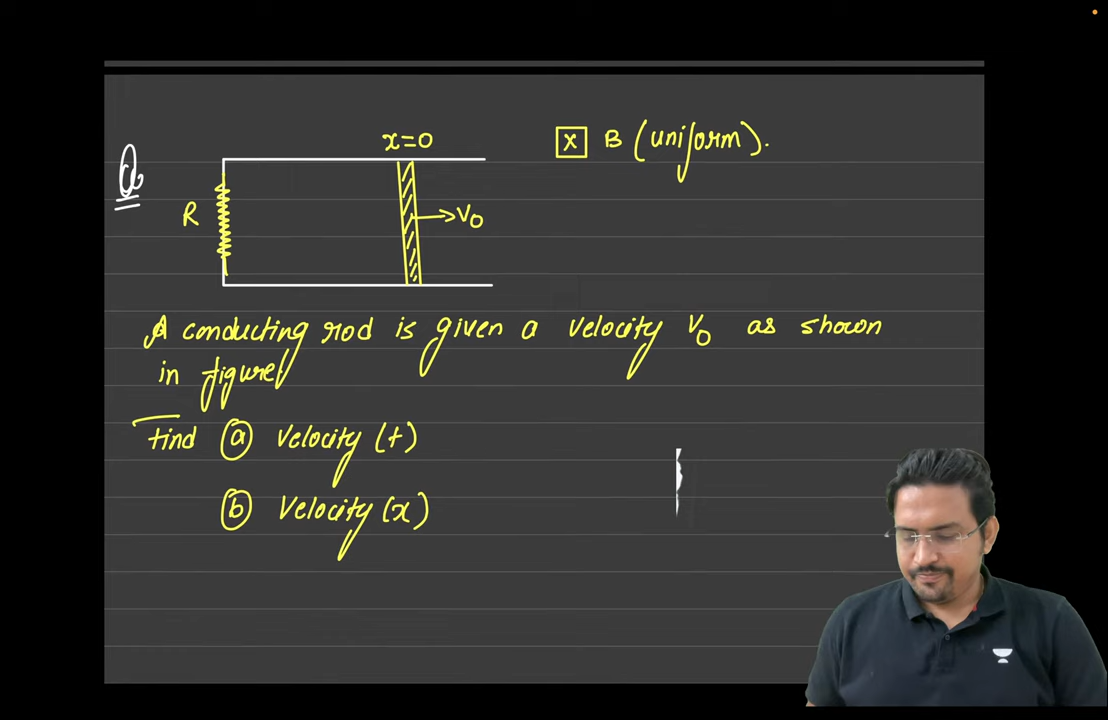 x=0
x B (uniform).
Q
R
V0
A conducting rod is given a velocity V0 as shown
in figure
Find a Velocity (t)
b Velocity (x)